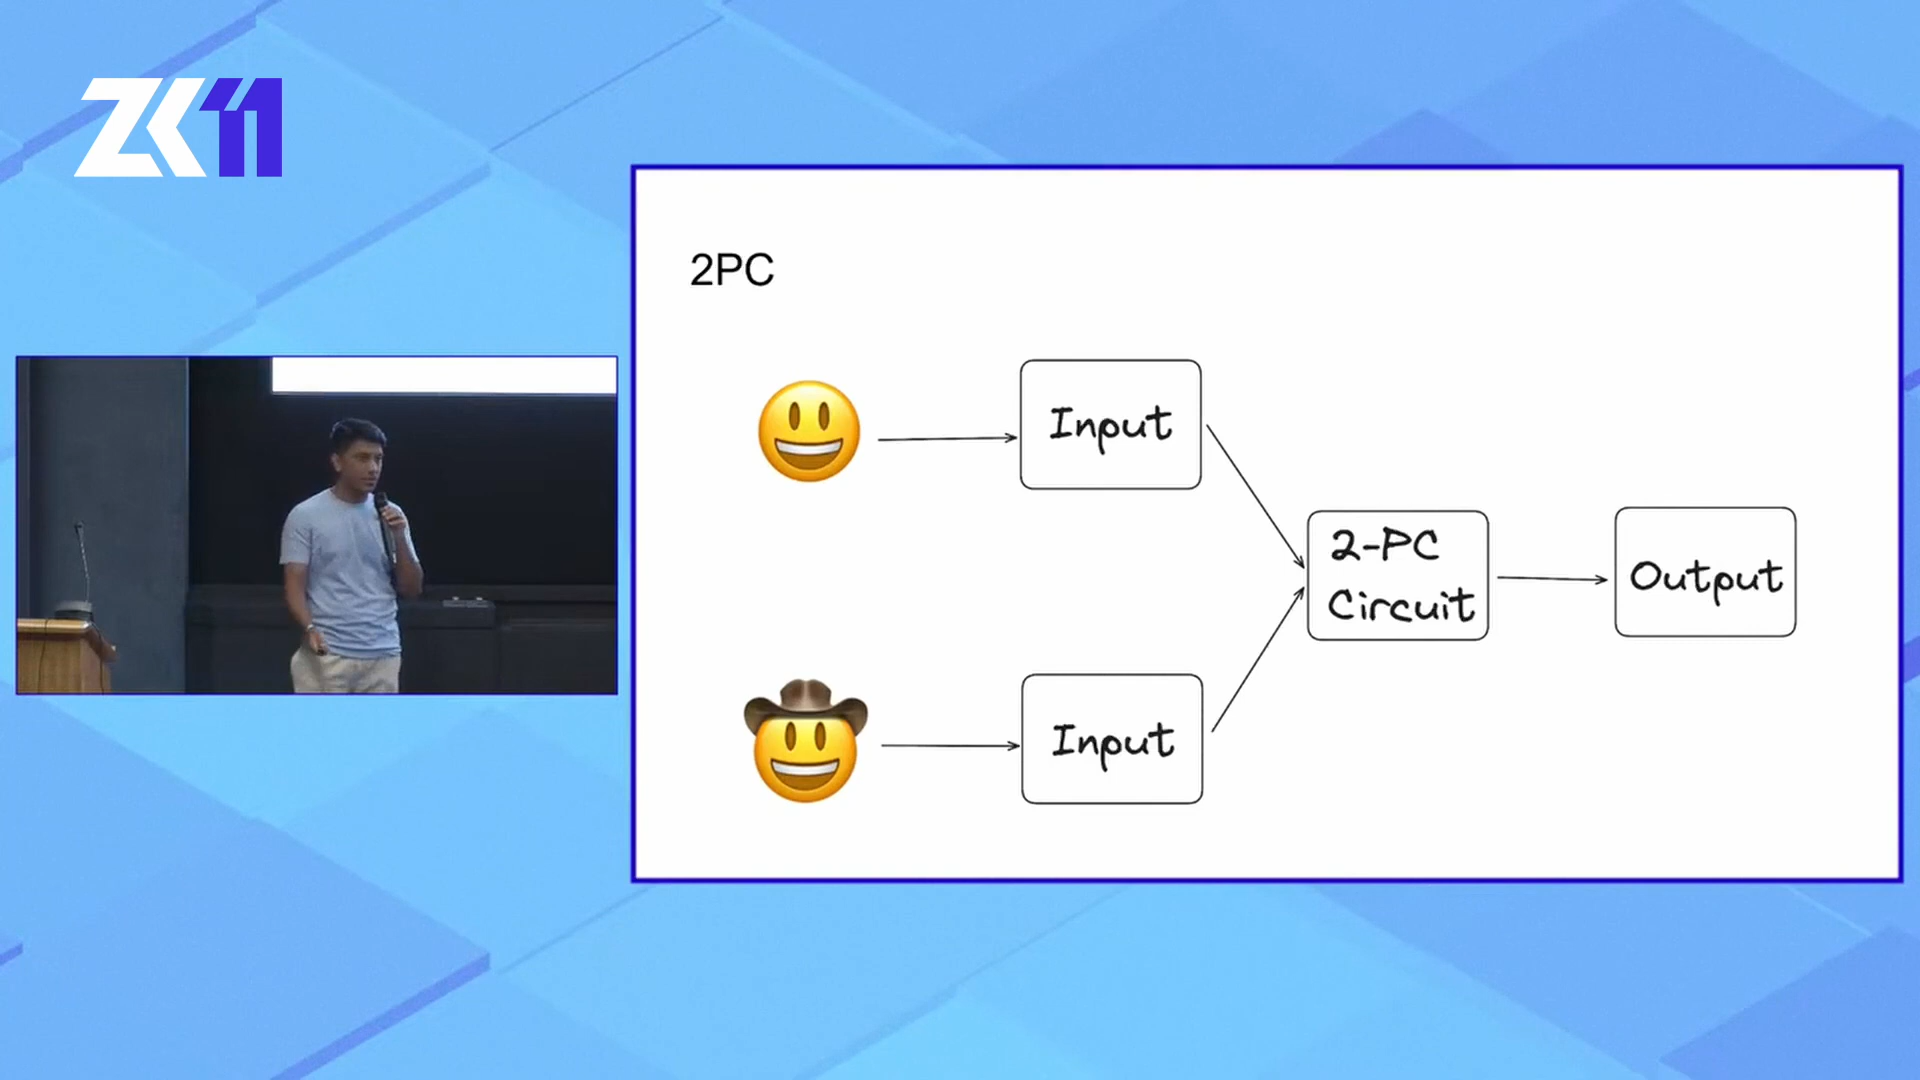 ZK11
2PC
Input
2-PC
Circuit
Output
Input